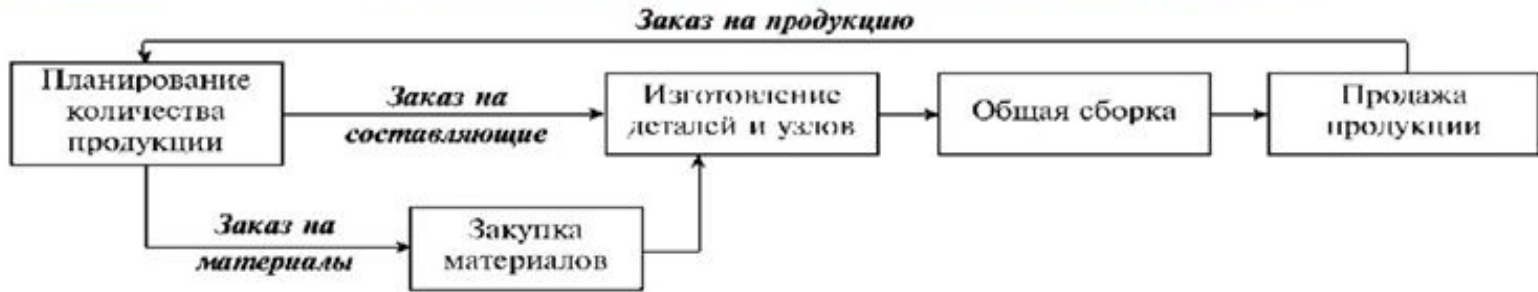 Заказ на продукцию
Планирование
количества
продукции
Заказ на
составляющие
Изготовление
деталей и узлов
Общая сборка
Продажа
продукции
Заказ на
материалы
Закупка
материалов